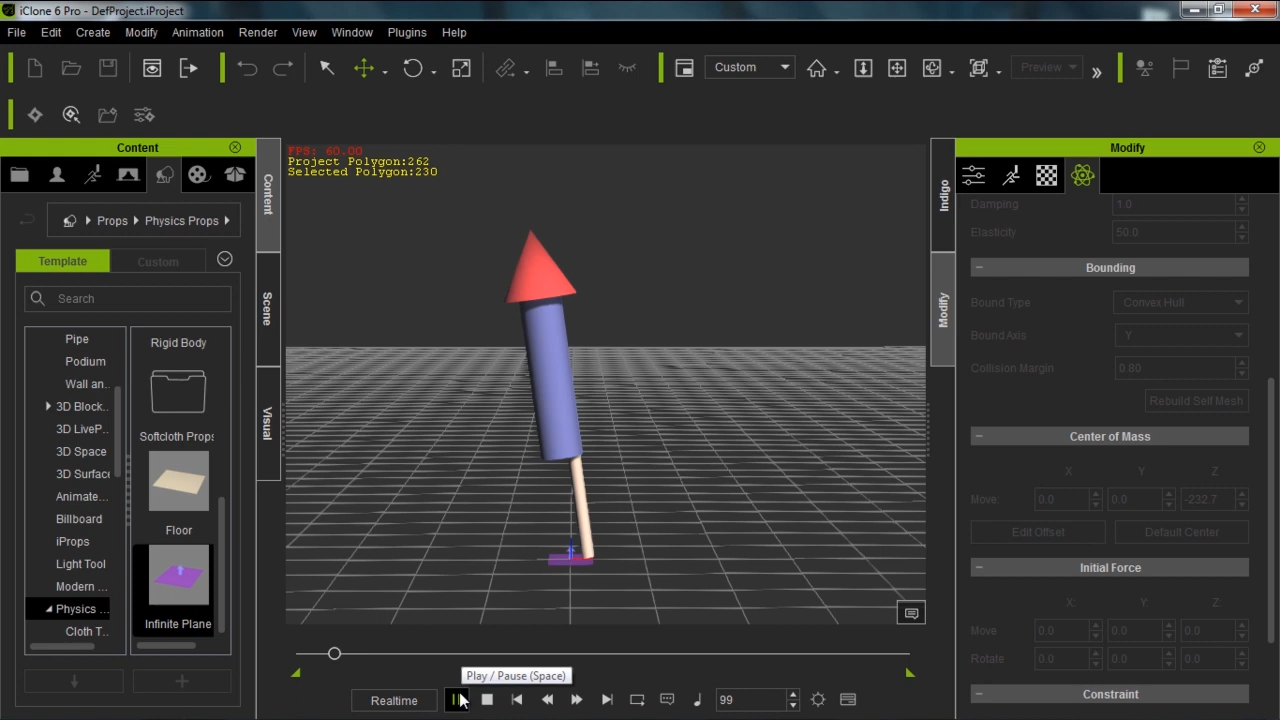 iClone 6 Pro - DefProject.iProject
File Edit Create Modify Animation Render View Window Plugins Help
Custom
Preview
Content
Props Physics Props
Template Custom
Search
Pipe
Podium
Wall an..
3D Block..
3D LiveP..
3D Space
3D Surfac
Animate...
Billboard
iProps
Light Tool
Modern ...
Physics ...
Cloth T..
Rigid Body
Softcloth Props
Floor
Infinite Plane
Content
Scene
Visual
FPS: 60.00
Project Polygon:262
Selected Polygon:230
Play / Pause (Space)
Realtime
99
Indigo
Modify
Modify
Damping 1.0
Elasticity 50.0
Bounding
Bound Type Convex Hull
Bound Axis Y
Collision Margin 0.80
Rebuild Self Mesh
Center of Mass
X Y Z
Move: 0.0 0.0 -232.7
Edit Offset Default Center
Initial Force
X: Y: Z:
Move 0.0 0.0 0.0
Rotate 0.0 0.0 0.0
Constraint